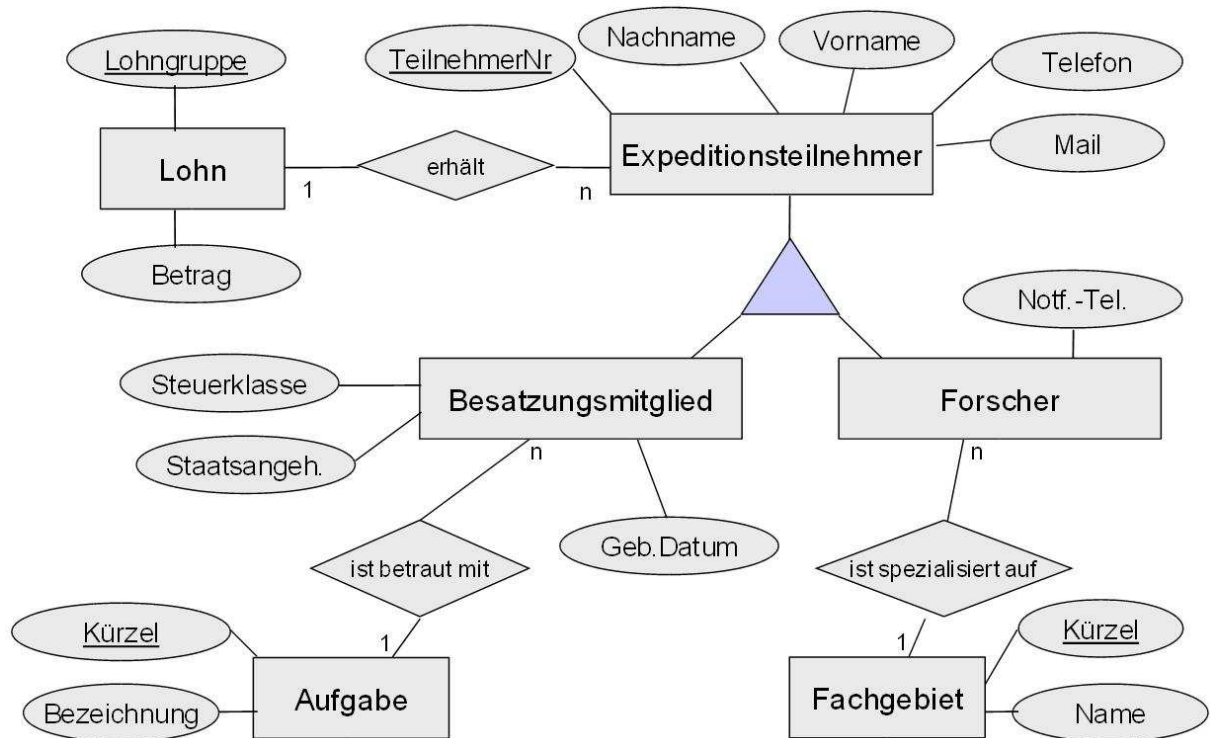 Nachname
Vorname
Lohngruppe
TeilnehmerNr
Telefon
Lohn
erhält
Expeditionsteilnehmer
Mail
1
n
Betrag
Notf.-Tel.
Steuerklasse
Besatzungsmitglied
Forscher
n
n
Staatsangeh.
Geb.Datum
ist betraut mit
ist spezialisiert auf
Kürzel
1
1
Kürzel
Aufgabe
Fachgebiet
Bezeichnung
Name